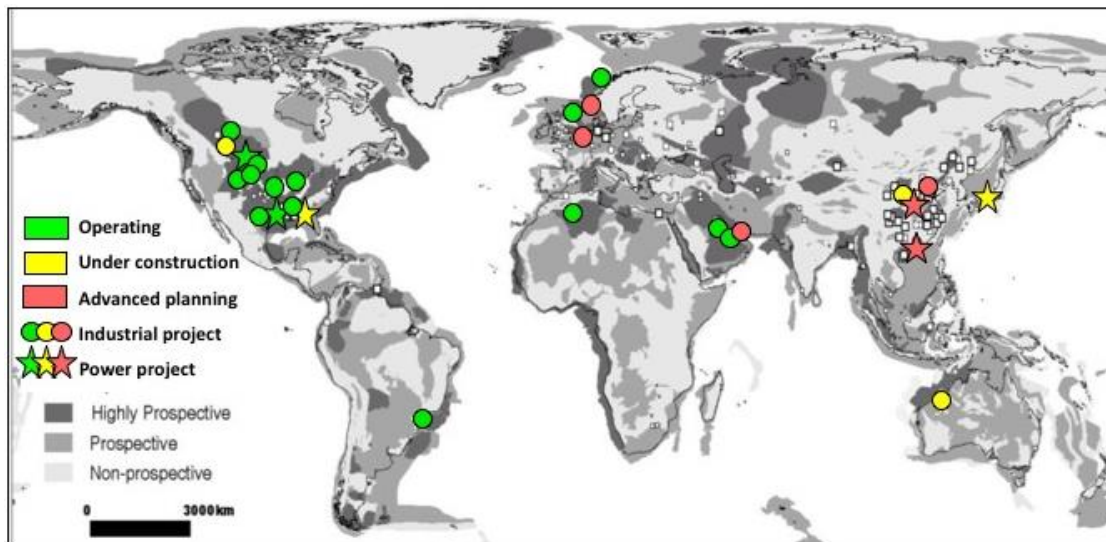 Operating
Under construction
Advanced planning
Industrial project
Power project
Highly Prospective
Prospective
Non-prospective
0 3000km